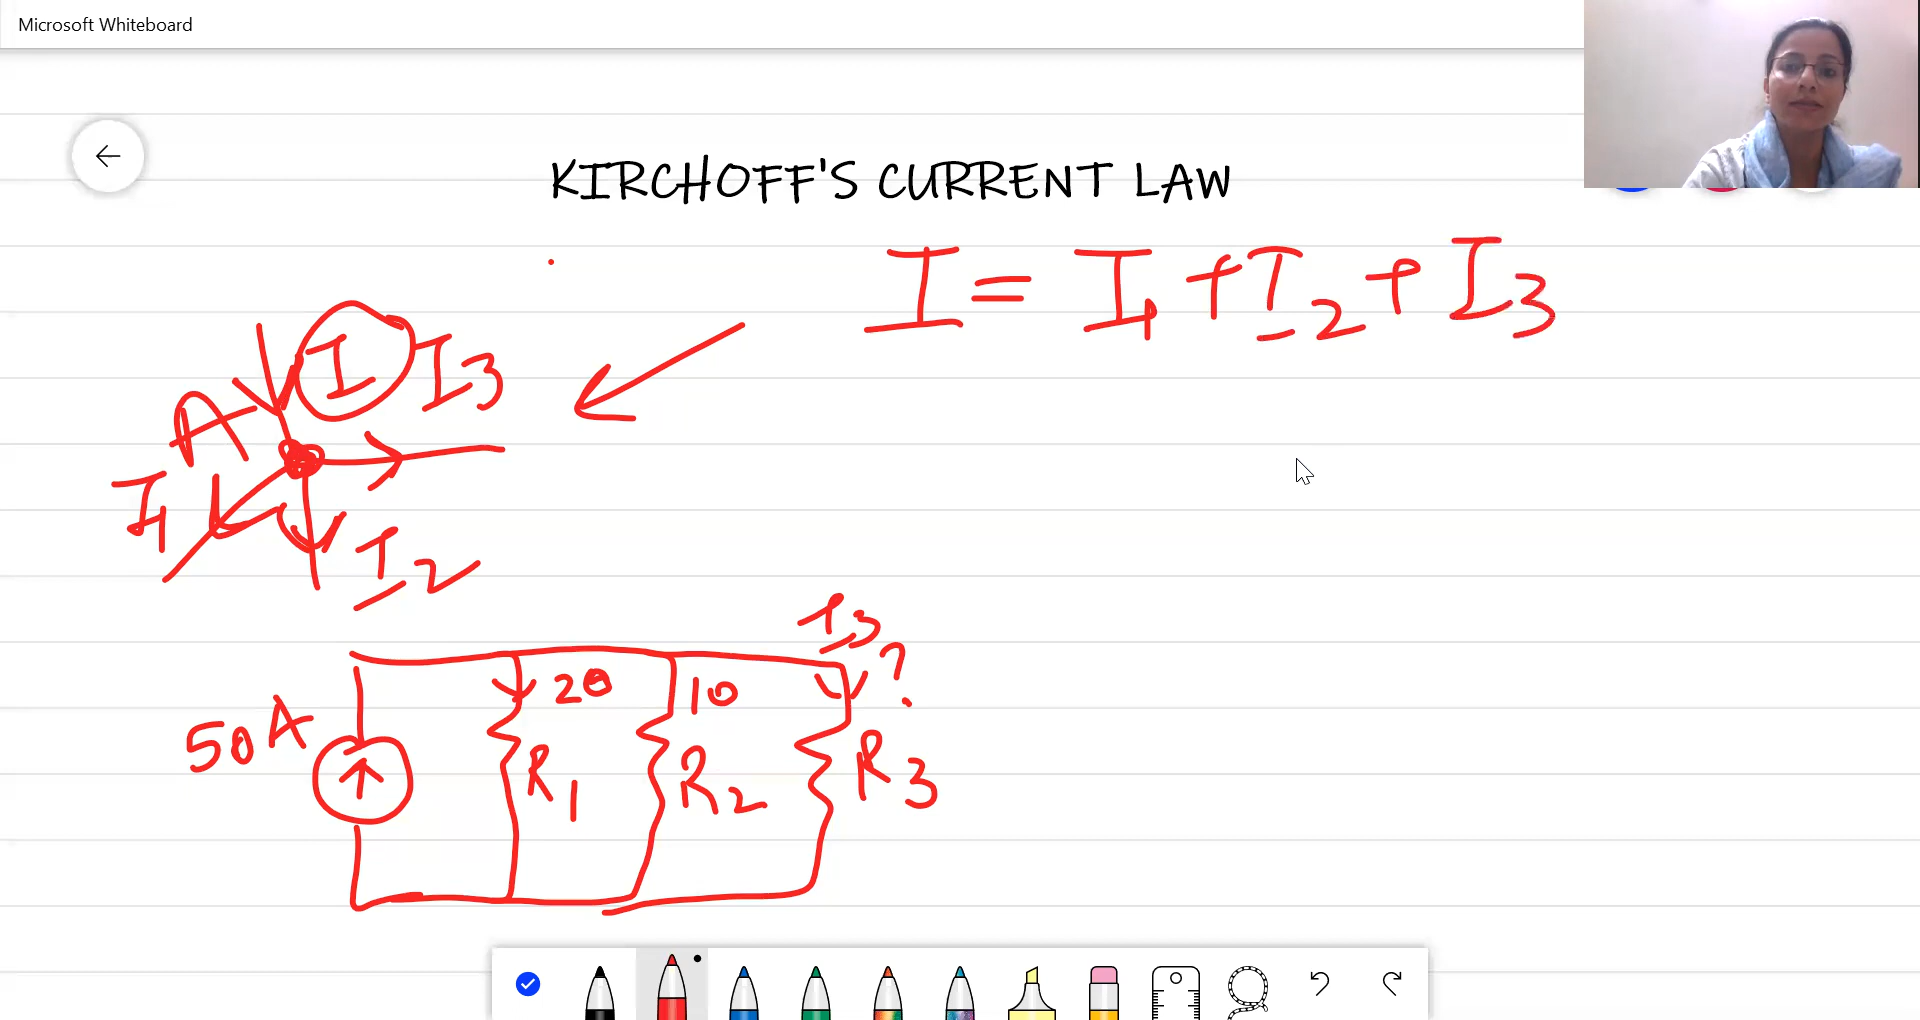 Microsoft Whiteboard
KIRCHOFF'S CURRENT LAW
I = I1 + I2 + I3
I I3
A
I1
I2
I3
?
20 10
50A
R1 R2 R3